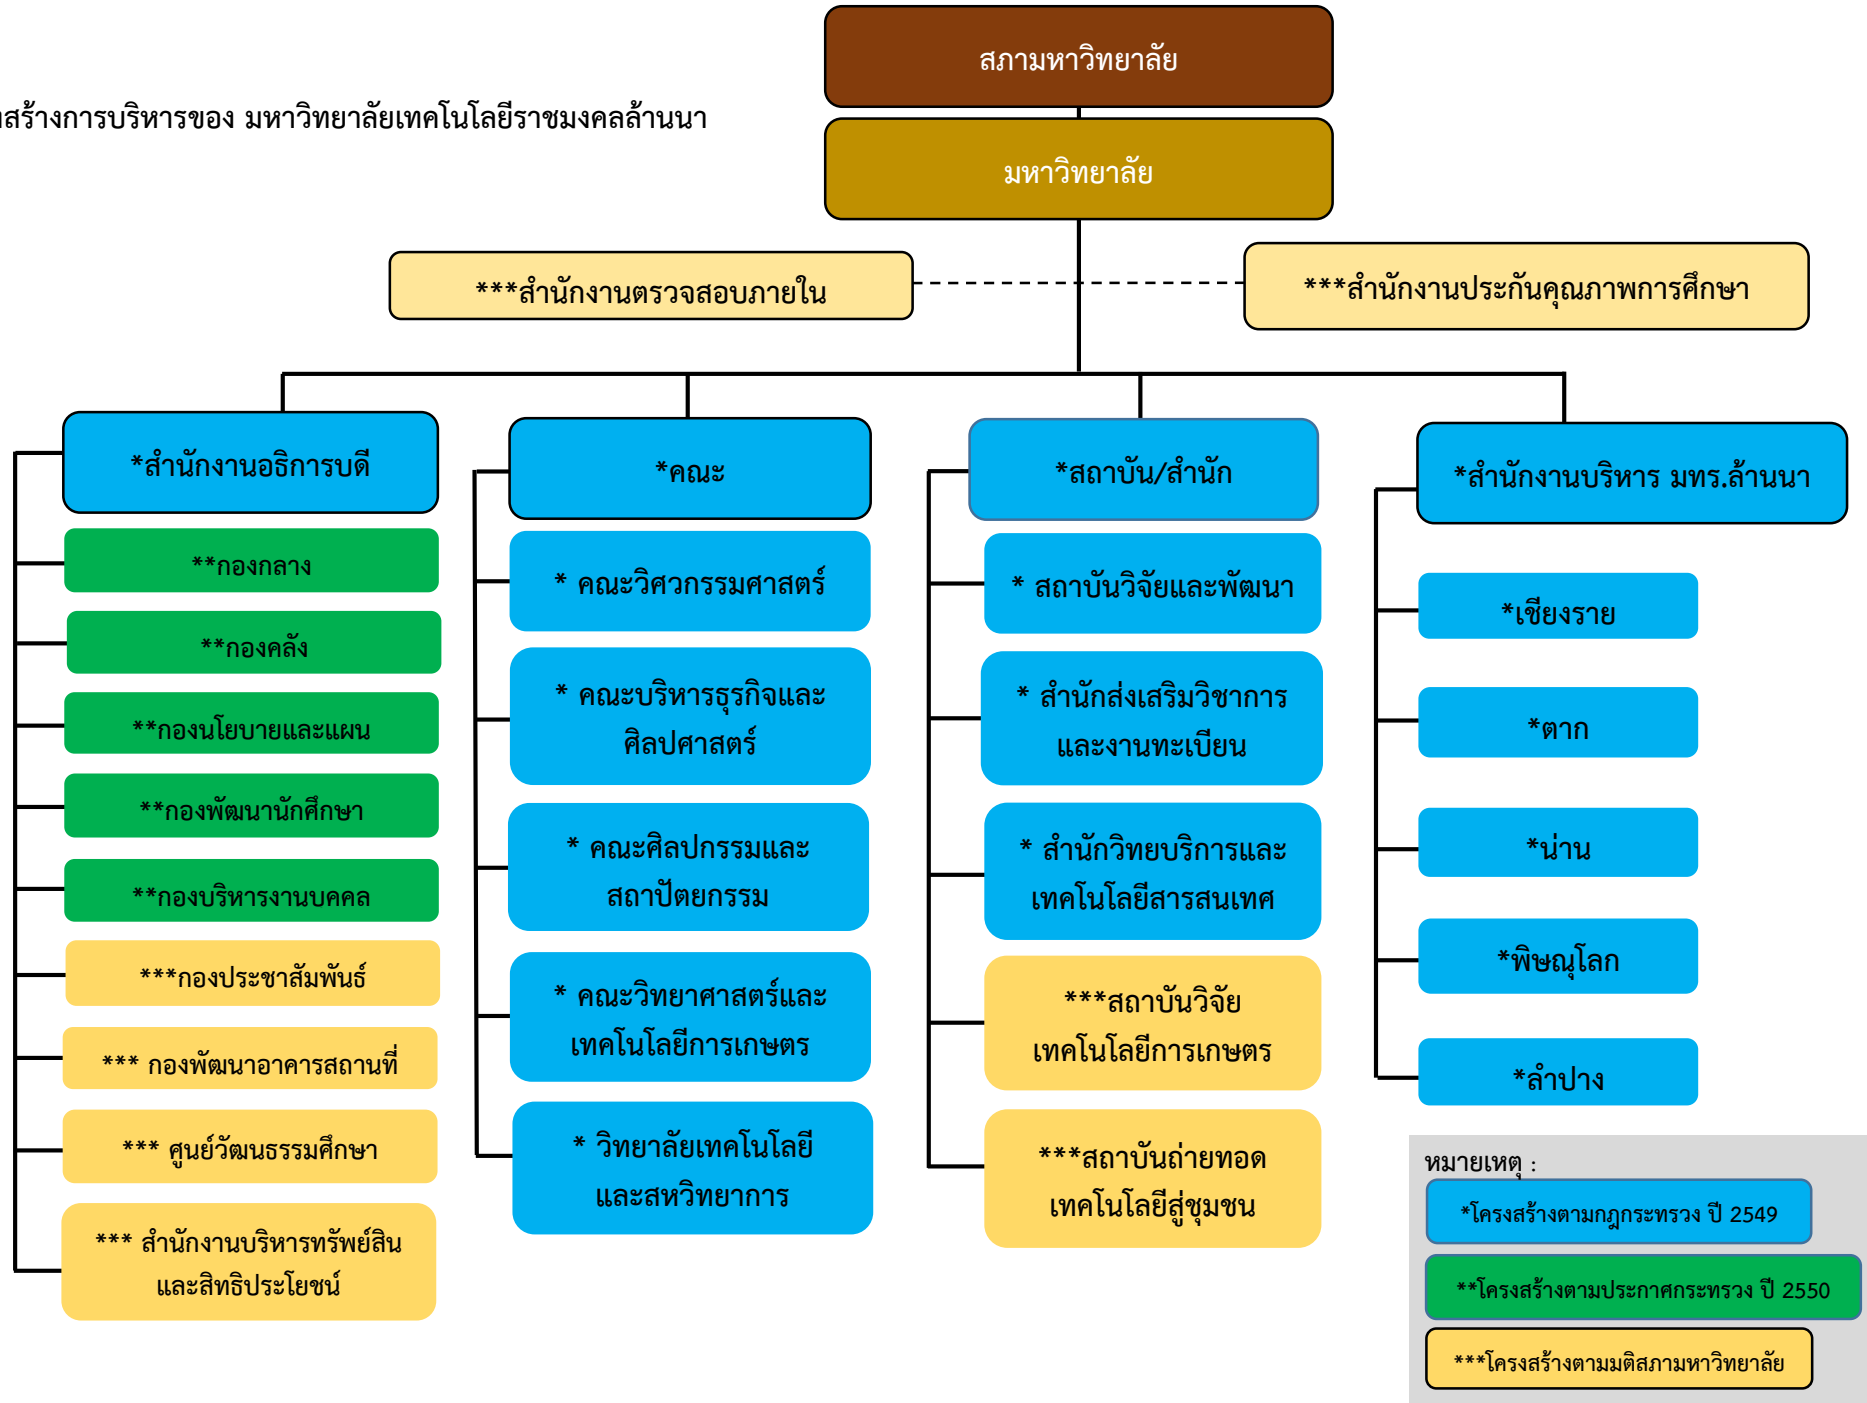 สภามหาวิทยาลัย
สร้างการบริหารของ มหาวิทยาลัยเทคโนโลยีราชมงคลล้านนา
มหาวิทยาลัย
***สำนักงานตรวจสอบภายใน
***สำนักงานประกันคุณภาพการศึกษา
*สำนักงานอธิการบดี
**กองกลาง
**กองคลัง
**กองนโยบายและแผน
**กองพัฒนานักศึกษา
**กองบริหารงานบคคล
***กองประชาสัมพันธ์
*** กองพัฒนาอาคารสถานที่
*** ศูนย์วัฒนธรรมศึกษา
*** สำนักงานบริหารทรัพย์สิน
และสิทธิประโยชน์
*คณะ
* คณะวิศวกรรมศาสตร์
* คณะบริหารธุรกิจและ
ศิลปศาสตร์
* คณะศิลปกรรมและ
สถาปัตยกรรม
* คณะวิทยาศาสตร์และ
เทคโนโลยีการเกษตร
* วิทยาลัยเทคโนโลยี
และสหวิทยาการ
*สถาบัน/สำนัก
* สถาบันวิจัยและพัฒนา
* สำนักส่งเสริมวิชาการ
และงานทะเบียน
* สำนักวิทยบริการและ
เทคโนโลยีสารสนเทศ
***สถาบันวิจัย
เทคโนโลยีการเกษตร
***สถาบันถ่ายทอด
เทคโนโลยีสู่ชุมชน
*สำนักงานบริหาร มทร.ล้านนา
*เชียงราย
*ตาก
*น่าน
*พิษณุโลก
*ลำปาง
หมายเหตุ :
*โครงสร้างตามกฎกระทรวง ปี 2549
**โครงสร้างตามประกาศกระทรวง ปี 2550
***โครงสร้างตามมติสภามหาวิทยาลัย